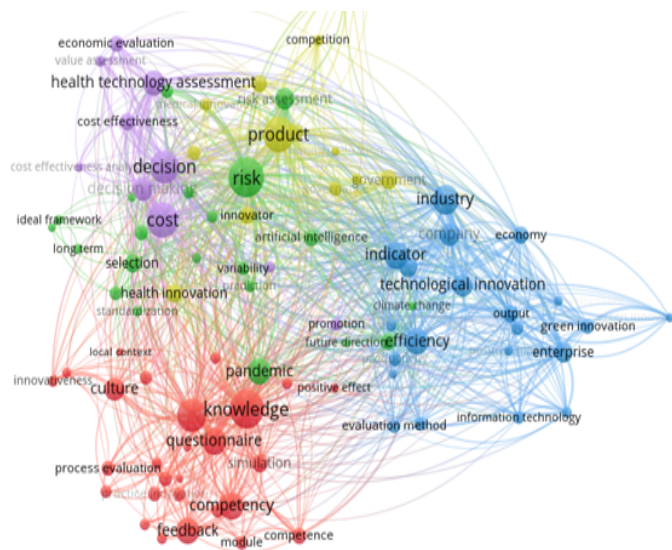 competition
economic evaluation
value assessment
health technology assessment
risk assessment
cost effectiveness
product
cost effectiveness analy
decision
decision making
risk
government
industry
ideal framework
cost
innovator
company
economy
artificial intelligence
long term
indicator
selection
variability
technological innovation
health innovation
standardization
climate change
output
promotion
green innovation
future direction
efficiency
enterprise
local context
pandemic
innovativeness
culture
positive effect
knowledge
information technology
evaluation method
questionnaire
simulation
process evaluation
competency
feedback
module
competence